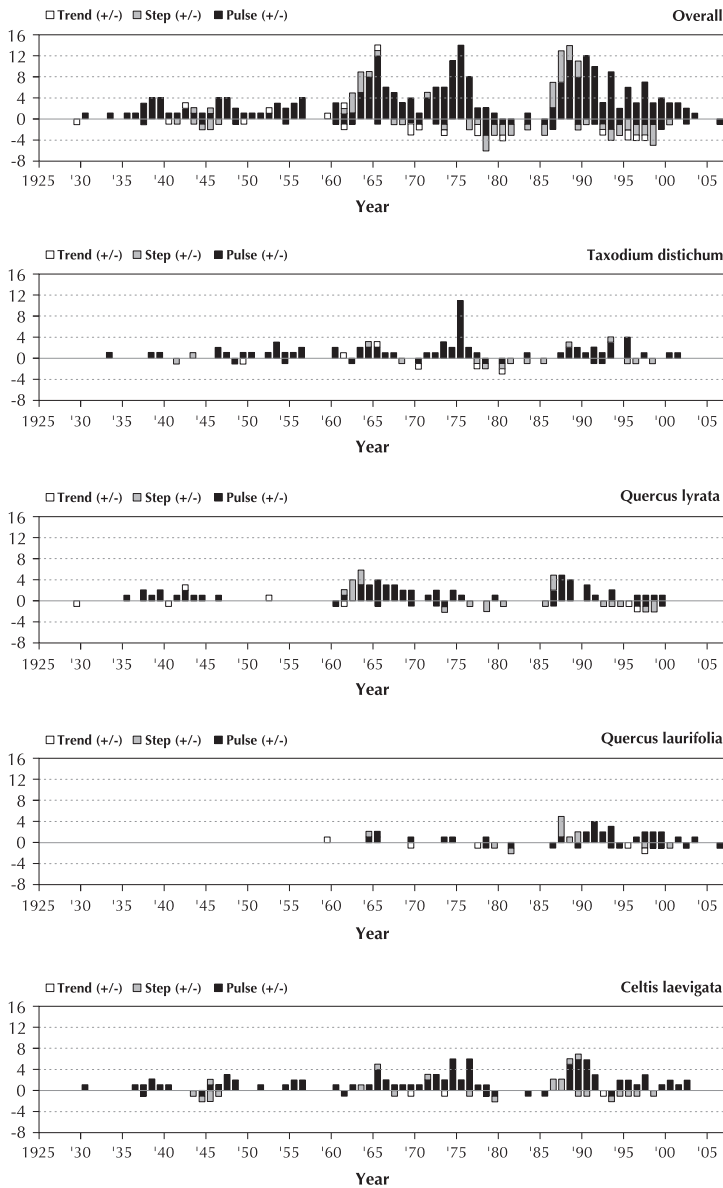 Trend (+/-) Step (+/-) Pulse (+/-) Overall
16
12
8
4
0
-4
-8
1925 '30 '35 '40 '45 '50 '55 '60 '65 '70 '75 '80 '85 '90 '95 '00 '05
Year
Trend (+/-) Step (+/-) Pulse (+/-) Taxodium distichum
16
12
8
4
0
-4
-8
1925 '30 '35 '40 '45 '50 '55 '60 '65 '70 '75 '80 '85 '90 '95 '00 '05
Year
Trend (+/-) Step (+/-) Pulse (+/-) Quercus lyrata
16
12
8
4
0
-4
-8
1925 '30 '35 '40 '45 '50 '55 '60 '65 '70 '75 '80 '85 '90 '95 '00 '05
Year
Trend (+/-) Step (+/-) Pulse (+/-) Quercus laurifolia
16
12
8
4
0
-4
-8
1925 '30 '35 '40 '45 '50 '55 '60 '65 '70 '75 '80 '85 '90 '95 '00 '05
Year
Trend (+/-) Step (+/-) Pulse (+/-) Celtis laevigata
16
12
8
4
0
-4
-8
1925 '30 '35 '40 '45 '50 '55 '60 '65 '70 '75 '80 '85 '90 '95 '00 '05
Year